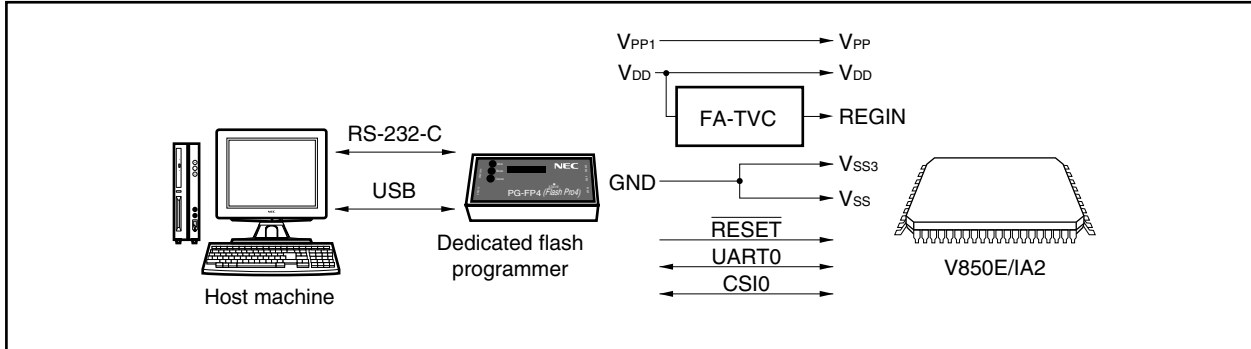 RS-232-C
USB
Host machine
NEC
PG-FP4 (Flash Pro4)
Dedicated flash
programmer
VPP1
VPP
VDD
VDD
FA-TVC
REGIN
GND
VSS3
VSS
RESET
UART0
CSI0
V850E/IA2